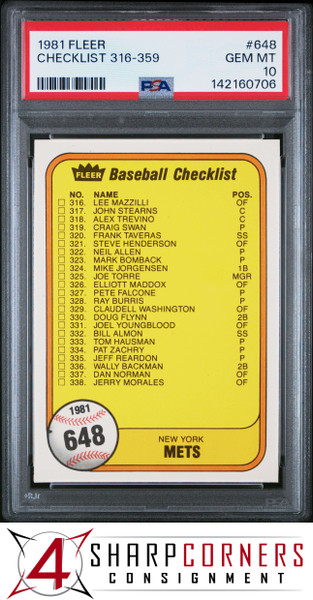 1981 FLEER #648
CHECKLIST 316-359 GEM MT
10
PSA 142160706
FLEER Baseball Checklist
NO. NAME POS.
316. LEE MAZZILLI OF
317. JOHN STEARNS C
318. ALEX TREVINO C
319. CRAIG SWAN P
320. FRANK TAVERAS SS
321. STEVE HENDERSON OF
322. NEIL ALLEN P
323. MARK BOMBACK P
324. MIKE JORGENSEN 1B
325. JOE TORRE MGR
326. ELLIOTT MADDOX OF
327. PETE FALCONE P
328. RAY BURRIS P
329. CLAUDELL WASHINGTON OF
330. DOUG FLYNN 2B
331. JOEL YOUNGBLOOD OF
332. BILL ALMON SS
333. TOM HAUSMAN P
334. PAT ZACHRY P
335. JEFF REARDON P
336. WALLY BACKMAN 2B
337. DAN NORMAN OF
338. JERRY MORALES OF
1981
648
NEW YORK
METS
PSA
4 SHARPCORNERS
CONSIGNMENT